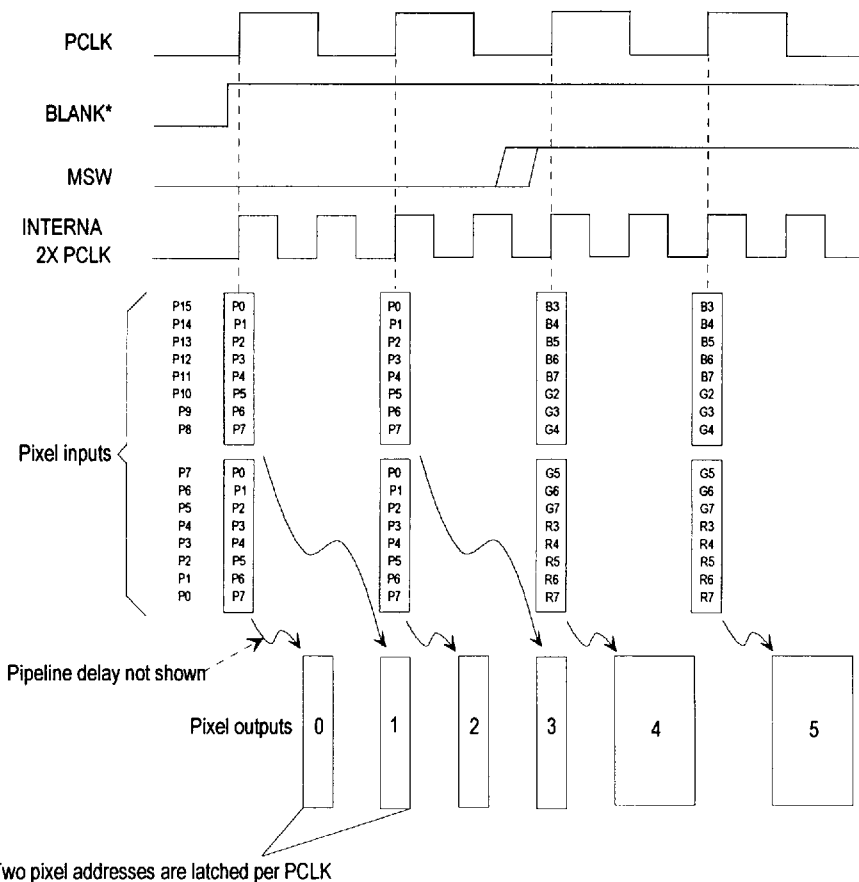 PCLK
BLANK*
MSW
INTERNA
2X PCLK
Pixel inputs
P15 P0 P0 B3 B3
P14 P1 P1 B4 B4
P13 P2 P2 B5 B5
P12 P3 P3 B6 B6
P11 P4 P4 B7 B7
P10 P5 P5 G2 G2
P9 P6 P6 G3 G3
P8 P7 P7 G4 G4
P7 P0 P0 G5 G5
P6 P1 P1 G6 G6
P5 P2 P2 G7 G7
P4 P3 P3 R3 R3
P3 P4 P4 R4 R4
P2 P5 P5 R5 R5
P1 P6 P6 R6 R6
P0 P7 P7 R7 R7
Pipeline delay not shown
Pixel outputs 0 1 2 3 4 5
Two pixel addresses are latched per PCLK